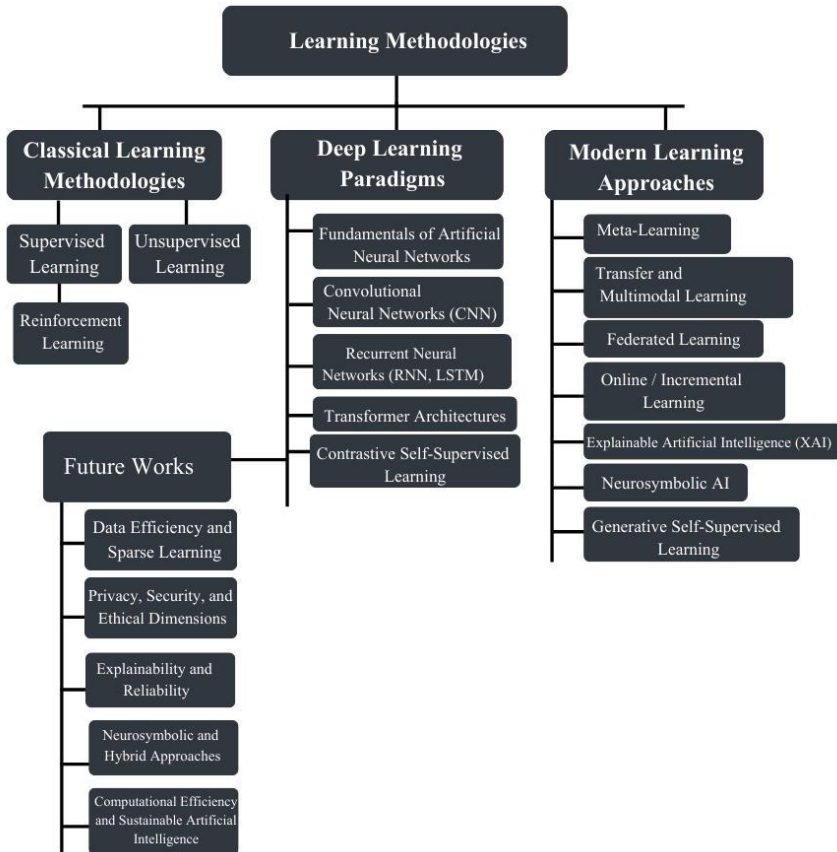 Learning Methodologies
Classical Learning
Methodologies
Supervised
Learning
Unsupervised
Learning
Reinforcement
Learning
Deep Learning
Paradigms
Fundamentals of Artificial
Neural Networks
Convolutional
Neural Networks (CNN)
Recurrent Neural
Networks (RNN, LSTM)
Transformer Architectures
Contrastive Self-Supervised
Learning
Modern Learning
Approaches
Meta-Learning
Transfer and
Multimodal Learning
Federated Learning
Online / Incremental
Learning
Explainable Artificial Intelligence (XAI)
Neurosymbolic AI
Generative Self-Supervised
Learning
Future Works
Data Efficiency and
Sparse Learning
Privacy, Security, and
Ethical Dimensions
Explainability and
Reliability
Neurosymbolic and
Hybrid Approaches
Computational Efficiency
and Sustainable Artificial
Intelligence